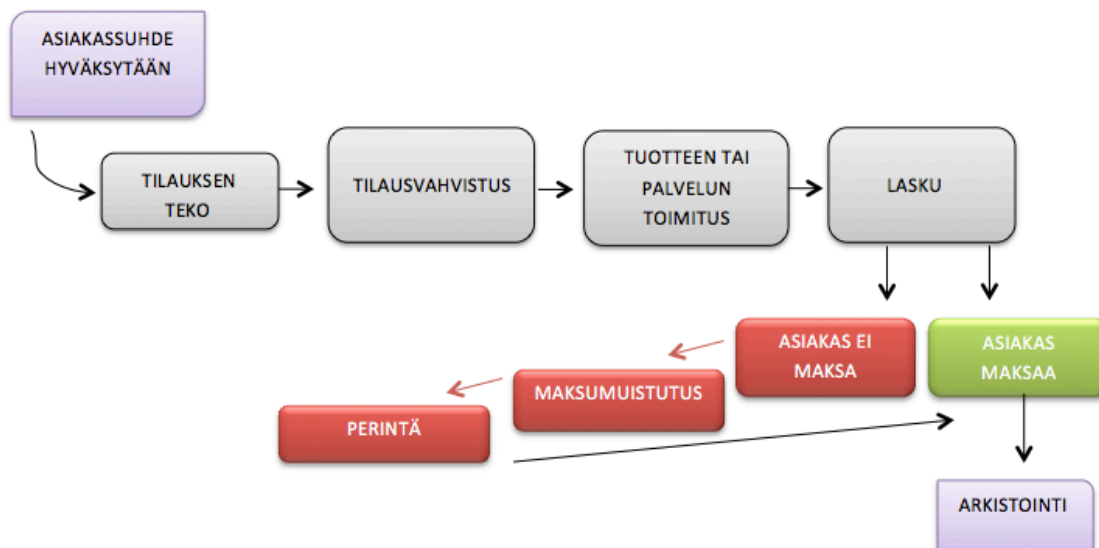 ASIAKASSUHDE
HYVÄKSYTÄÄN
TILAUKSEN
TEKO
TILAUSVAHVISTUS
TUOTTEEN TAI
PALVELUN
TOIMITUS
LASKU
ASIAKAS EI
MAKSA
ASIAKAS
MAKSAA
MAKSUMUISTUTUS
PERINTÄ
ARKISTOINTI